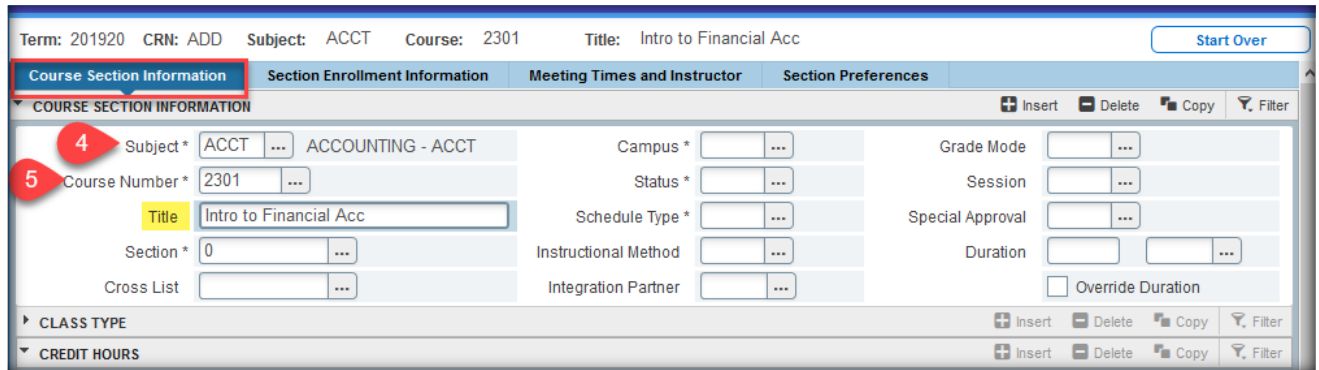 Term: 201920 CRN: ADD Subject: ACCT Course: 2301 Title: Intro to Financial Acc Start Over
Course Section Information Section Enrollment Information Meeting Times and Instructor Section Preferences
COURSE SECTION INFORMATION Insert Delete Copy Filter
4 Subject * ACCT ... ACCOUNTING - ACCT Campus * ... Grade Mode ...
5 Course Number * 2301 ... Status * ... Session ...
Title Intro to Financial Acc Schedule Type * ... Special Approval ...
Section * 0 ... Instructional Method ... Duration ...
Cross List ... Integration Partner ... Override Duration
CLASS TYPE Insert Delete Copy Filter
CREDIT HOURS Insert Delete Copy Filter